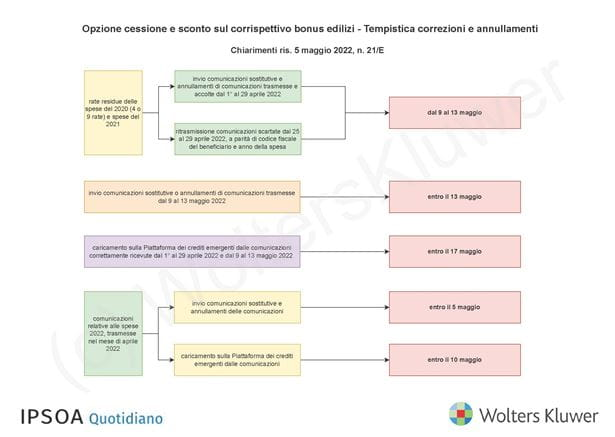 Opzione cessione e sconto sul corrispettivo bonus edilizi - Tempistica correzioni e annullamenti
Chiarimenti ris. 5 maggio 2022, n. 21/E
rate residue delle
spese del 2020 (4 o
9 rate) e spese del
2021
invio comunicazioni sostitutive e
annullamenti di comunicazioni trasmesse e
accolte dal 1° al 29 aprile 2022
ritrasmissione comunicazioni scartate dal 25
al 29 aprile 2022, a parità di codice fiscale
del beneficiario e anno della spesa
dal 9 al 13 maggio
invio comunicazioni sostitutive o annullamenti di comunicazioni trasmesse
dal 9 al 13 maggio 2022
entro il 13 maggio
caricamento sulla Piattaforma dei crediti emergenti dalle comunicazioni
correttamente ricevute dal 1° al 29 aprile 2022 e dal 9 al 13 maggio 2022
entro il 17 maggio
comunicazioni
relative alle spese
2022, trasmesse
nel mese di aprile
2022
invio comunicazioni sostitutive e
annullamenti delle comunicazioni
entro il 5 maggio
caricamento sulla Piattaforma dei crediti
emergenti dalle comunicazioni
entro il 10 maggio
(c) Wolters Kluwer
IPSOA Quotidiano
Wolters Kluwer